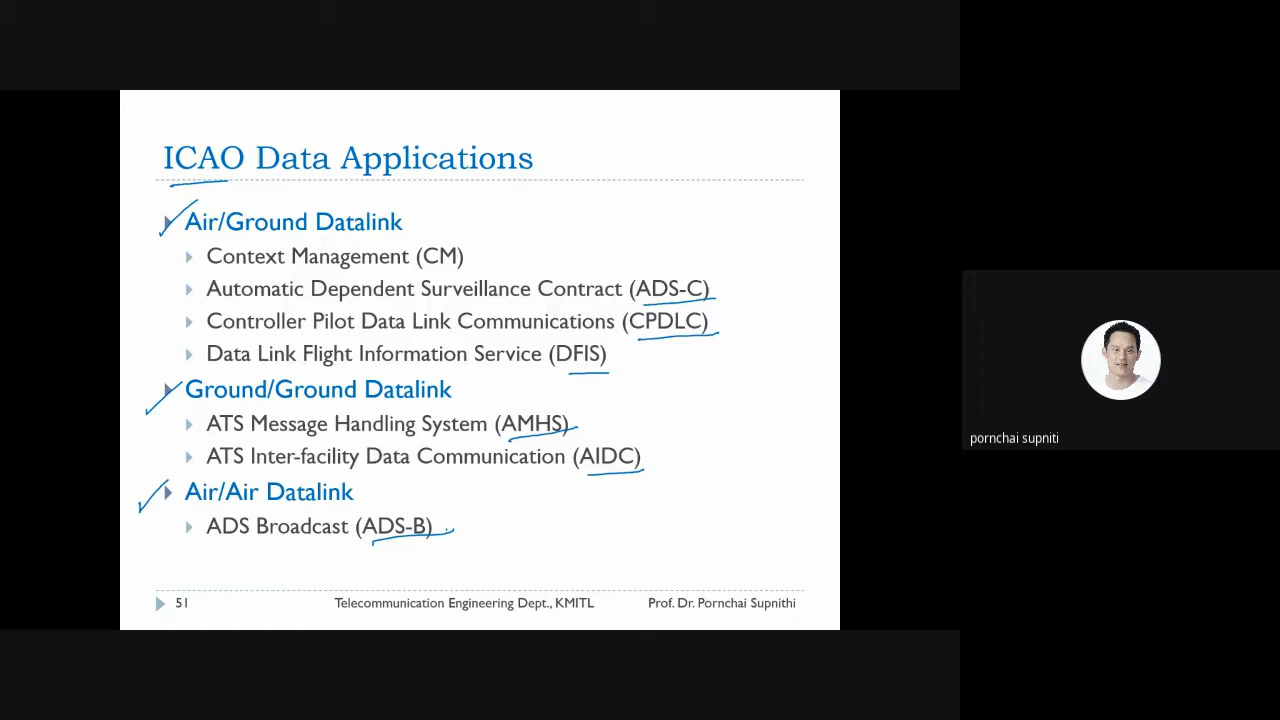 ICAO Data Applications
Air/Ground Datalink
Context Management (CM)
Automatic Dependent Surveillance Contract (ADS-C)
Controller Pilot Data Link Communications (CPDLC)
Data Link Flight Information Service (DFIS)
Ground/Ground Datalink
ATS Message Handling System (AMHS)
ATS Inter-facility Data Communication (AIDC)
Air/Air Datalink
ADS Broadcast (ADS-B)
51 Telecommunication Engineering Dept., KMITL Prof. Dr. Pornchai Supnithi
pornchai supniti